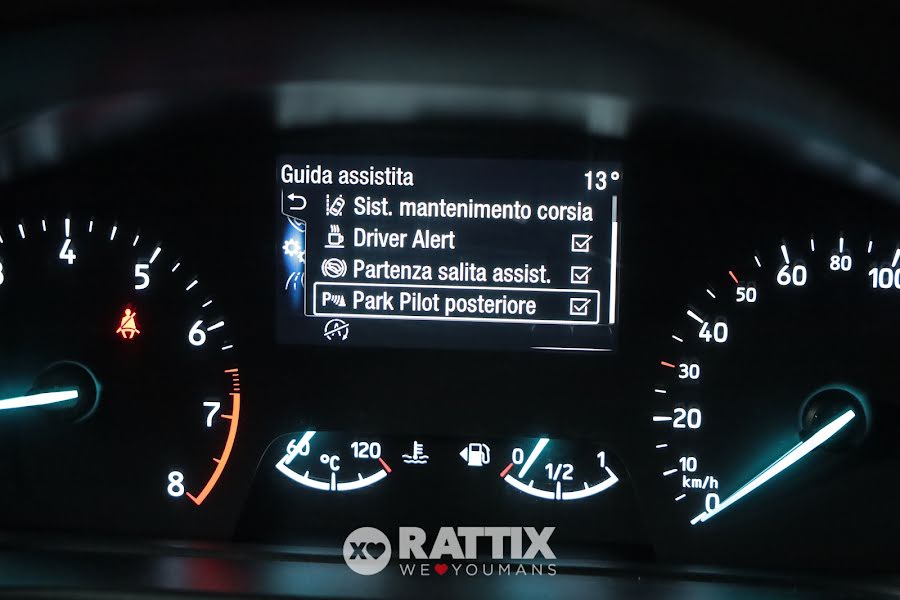 Guida assistita 13°
Sist. mantenimento corsia
Driver Alert
Partenza salita assist.
Park Pilot posteriore
4
5
6
7
8
60 120
°C
0 1/2 1
0
10
km/h
20
30
40
50
60
80
100
XO RATTIX
WE YOUMANS